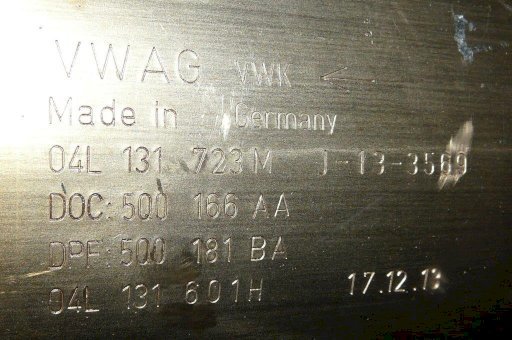 VWAG VWK
Made in Germany
04L 131 723M J-13-3569
DOC: 500 166 AA
DPF: 500 181 BA
04L 131 601H 17.12.13